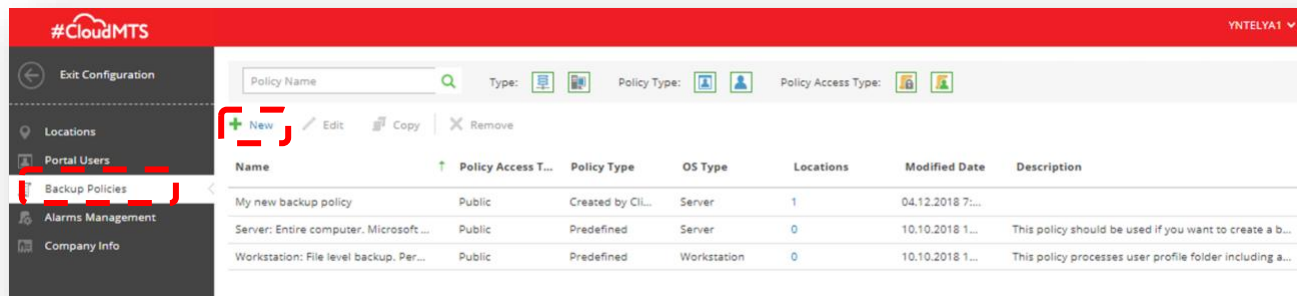 #CloudMTS
YNTELYA1
Exit Configuration
Policy Name
Type:
Policy Type:
Policy Access Type:
Locations
Portal Users
Backup Policies
Alarms Management
Company Info
New Edit Copy Remove
Name Policy Access T... Policy Type OS Type Locations Modified Date Description
My new backup policy Public Created by Cli... Server 1 04.12.2018 7:...
Server: Entire computer. Microsoft ... Public Predefined Server 0 10.10.2018 1... This policy should be used if you want to create a b...
Workstation: File level backup. Per... Public Predefined Workstation 0 10.10.2018 1... This policy processes user profile folder including a...